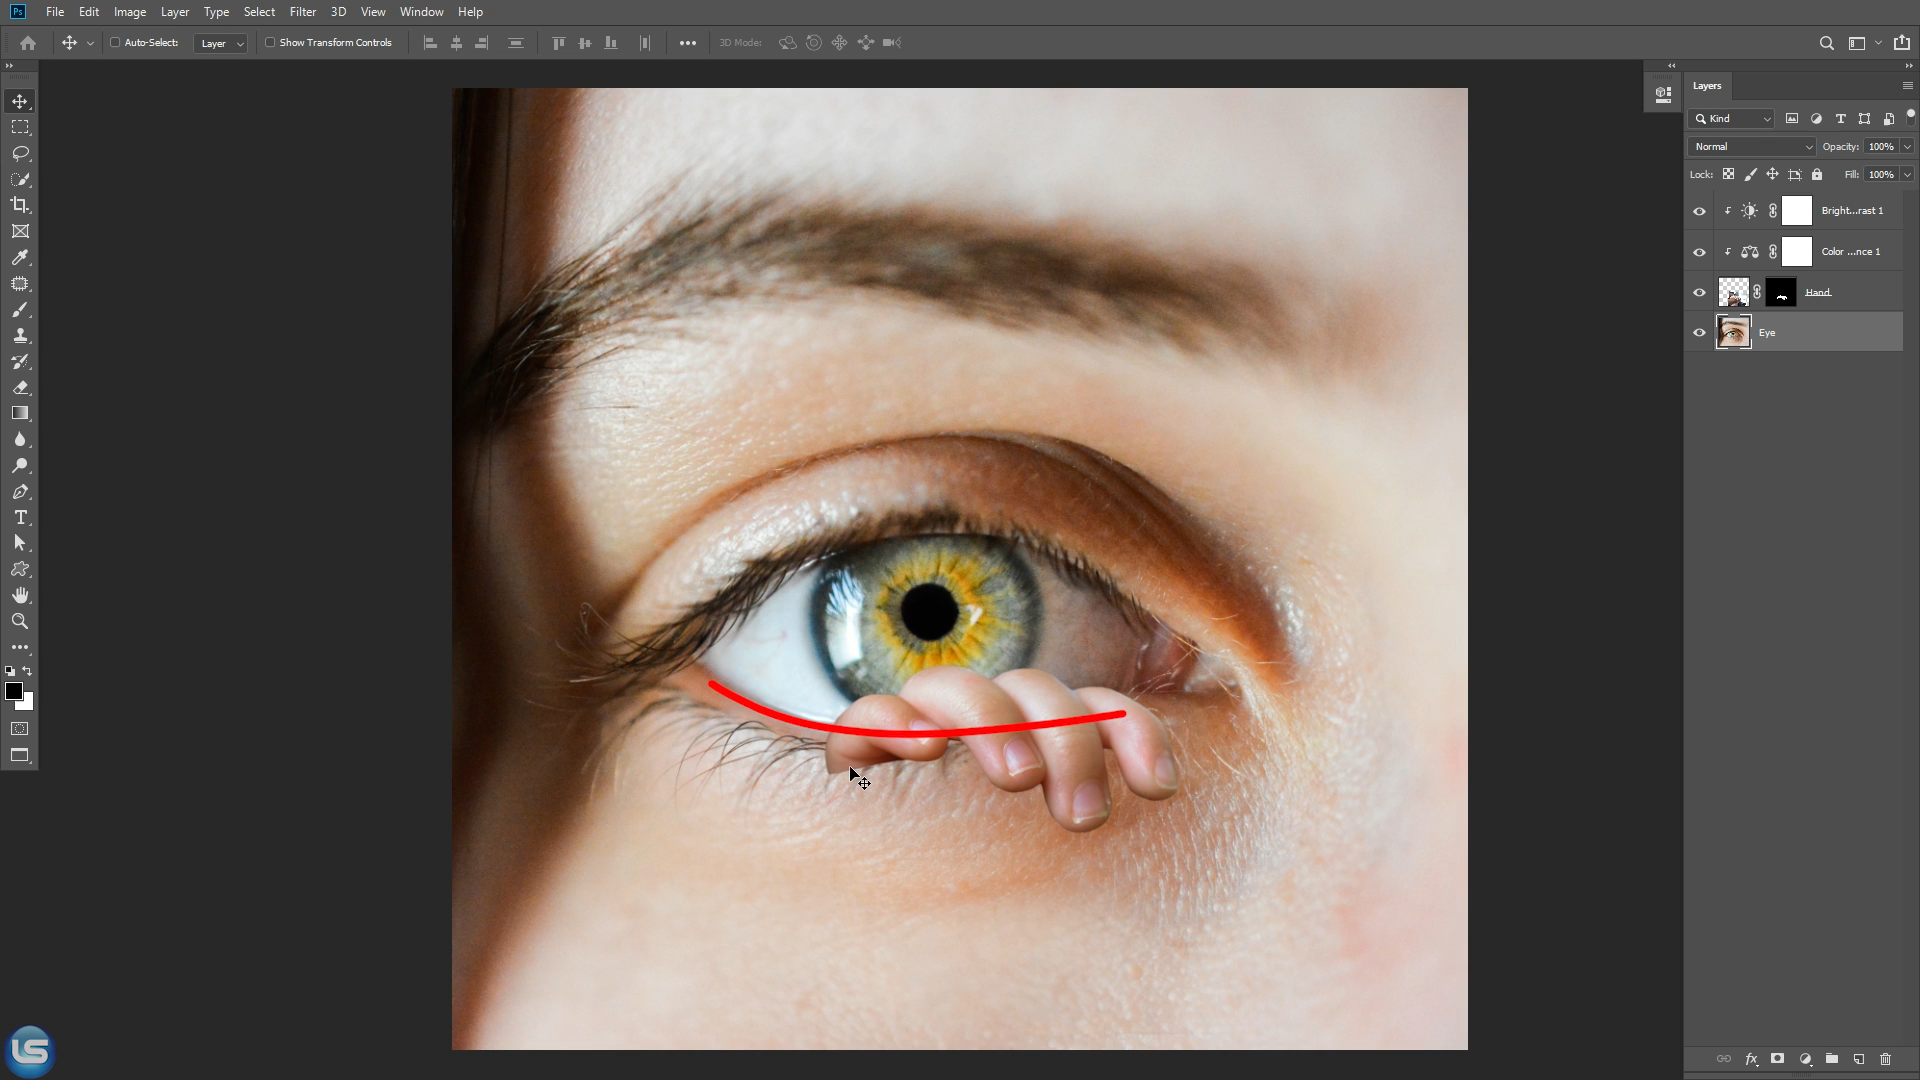 Ps File Edit Image Layer Type Select Filter 3D View Window Help
Auto-Select: Layer Show Transform Controls 3D Mode:
Layers
Kind
Normal Opacity: 100%
Lock: Fill: 100%
Bright...rast 1
Color ...nce 1
Hand
Eye
LS